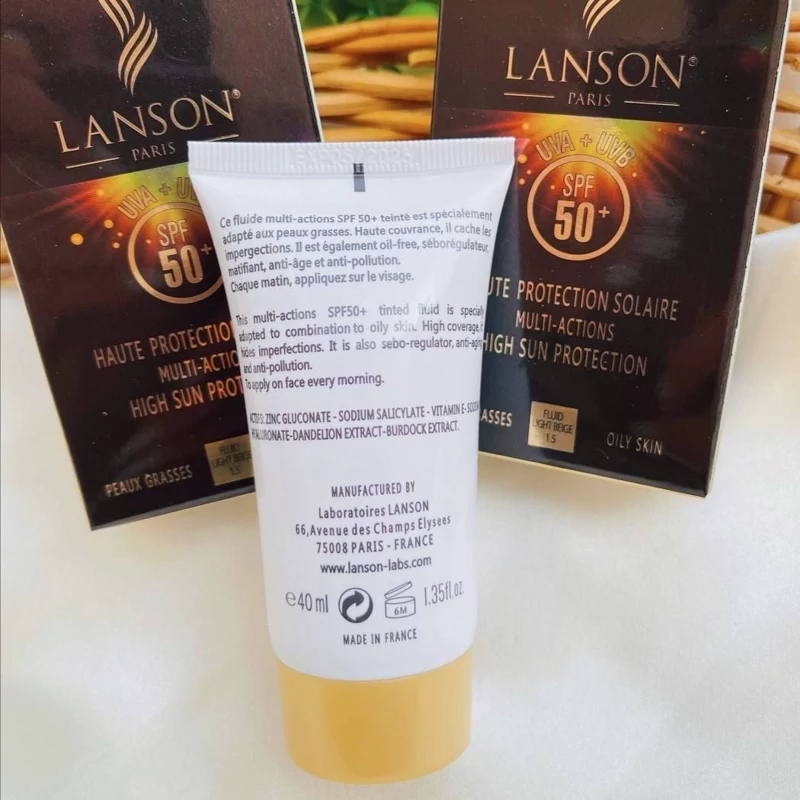 LANSON®
PARIS
UVA + U
SPF
50+
HAUTE PROTECTION
MULTI-ACTIO
HIGH SUN PROT
PEAUX GRASSES
FLUID
LIGHT BEIGE
1.5
LANSON®
PARIS
UVA + UVB
SPF
50+
UTE PROTECTION SOLAIRE
MULTI-ACTIONS
HIGH SUN PROTECTION
ASSES
FLUID
LIGHT BEIGE
1.5
OILY SKIN
Ce fluide multi-actions SPF 50+ teinté est spécialement
adapté aux peaux grasses. Haute couvrance, il cache les
impergections. Il est également oil-free, séborégulateur,
matifiant, anti-âge et anti-pollution.
Chaque matin, appliquez sur le visage.
This multi-actions SPF50+ tinted fluid is specialy
adapted to combination to oily skin. High coverage, it
hides imperfections. It is also sebo-regulator, anti-aging
and anti-pollution.
To apply on face every morning.
ACTIFS: ZINC GLUCONATE - SODIUM SALICYLATE - VITAMIN E- SODIUM
HYALURONATE-DANDELION EXTRACT-BURDOCK EXTRACT.
MANUFACTURED BY
Laboratoires LANSON
66,Avenue des Champs Elysees
75008 PARIS - FRANCE
www.lanson-labs.com
℮40 ml 6M 1.35fl.oz.
MADE IN FRANCE